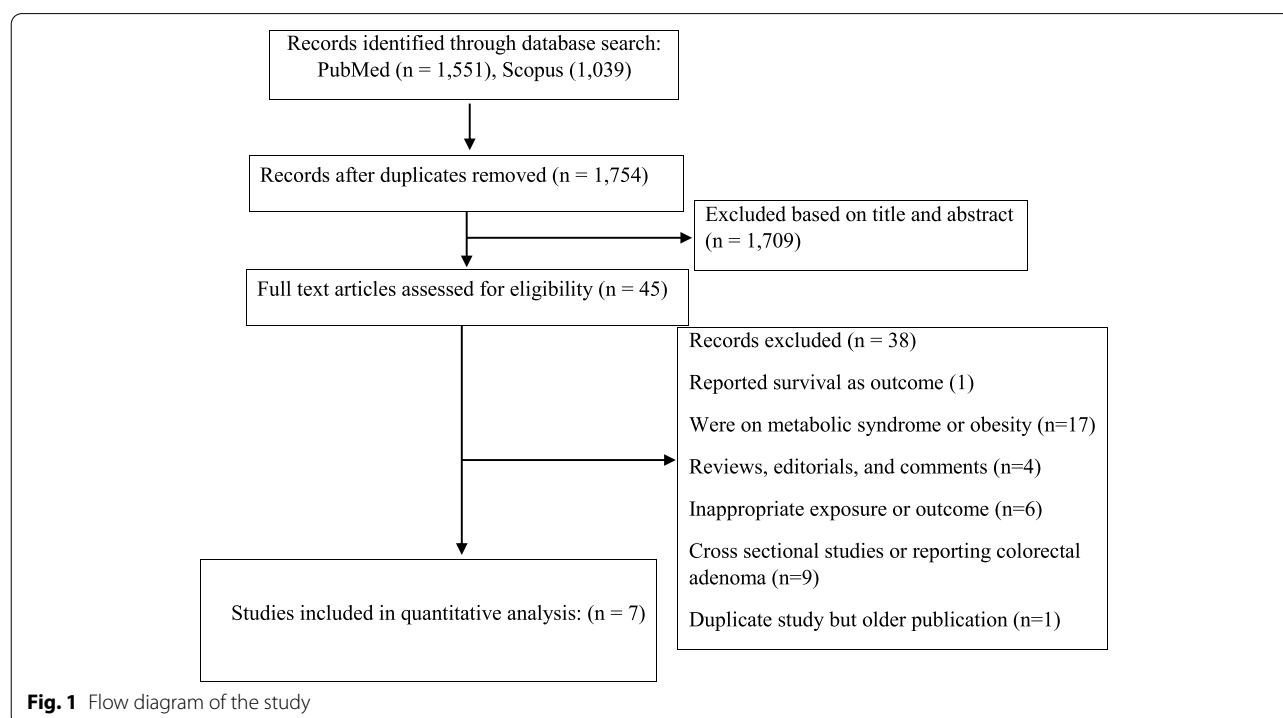 Records identified through database search:
PubMed (n = 1,551), Scopus (1,039)
Records after duplicates removed (n = 1,754)
Excluded based on title and abstract
(n = 1,709)
Full text articles assessed for eligibility (n = 45)
Records excluded (n = 38)
Reported survival as outcome (1)
Were on metabolic syndrome or obesity (n=17)
Reviews, editorials, and comments (n=4)
Inappropriate exposure or outcome (n=6)
Cross sectional studies or reporting colorectal
adenoma (n=9)
Duplicate study but older publication (n=1)
Studies included in quantitative analysis: (n = 7)
Fig. 1 Flow diagram of the study